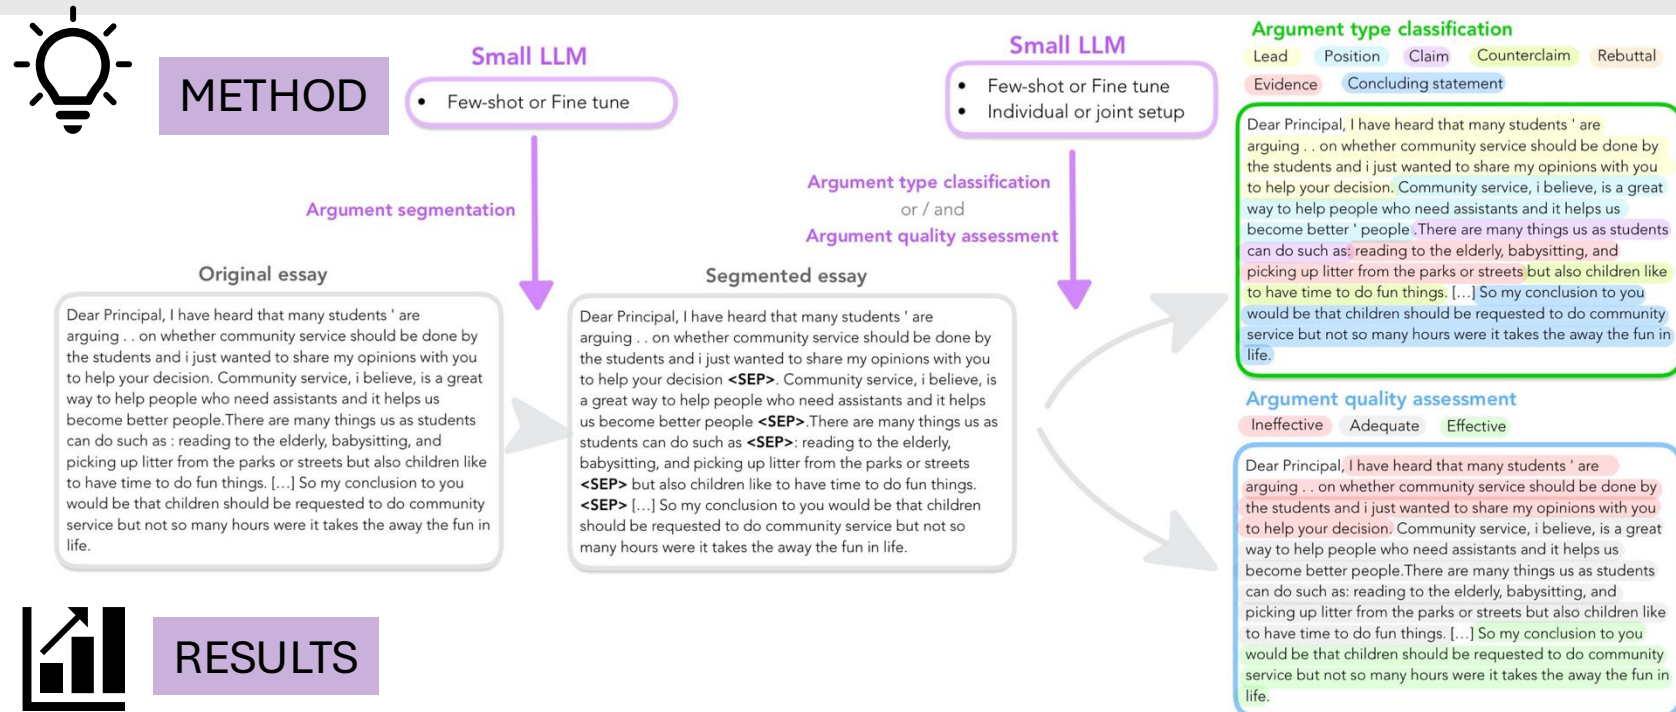 METHOD
Small LLM
• Few-shot or Fine tune
Argument segmentation
Original essay
Dear Principal, I have heard that many students ' are
arguing . . on whether community service should be done by
the students and i just wanted to share my opinions with you
to help your decision. Community service, i believe, is a great
way to help people who need assistants and it helps us
become better people.There are many things us as students
can do such as : reading to the elderly, babysitting, and
picking up litter from the parks or streets but also children like
to have time to do fun things. [...] So my conclusion to you
would be that children should be requested to do community
service but not so many hours were it takes the away the fun in
life.
Small LLM
• Few-shot or Fine tune
• Individual or joint setup
Argument type classification
or / and
Argument quality assessment
Segmented essay
Dear Principal, I have heard that many students ' are
arguing . . on whether community service should be done by
the students and i just wanted to share my opinions with you
to help your decision <SEP>. Community service, i believe, is
a great way to help people who need assistants and it helps
us become better people <SEP>.There are many things us as
students can do such as <SEP>: reading to the elderly,
babysitting, and picking up litter from the parks or streets
<SEP> but also children like to have time to do fun things.
<SEP> [...] So my conclusion to you would be that children
should be requested to do community service but not so
many hours were it takes the away the fun in life.
Argument type classification
Lead Position Claim Counterclaim Rebuttal
Evidence Concluding statement
Dear Principal, I have heard that many students ' are
arguing . . on whether community service should be done by
the students and i just wanted to share my opinions with you
to help your decision. Community service, i believe, is a great
way to help people who need assistants and it helps us
become better ' people .There are many things us as students
can do such as: reading to the elderly, babysitting, and
picking up litter from the parks or streets but also children like
to have time to do fun things. [...] So my conclusion to you
would be that children should be requested to do community
service but not so many hours were it takes the away the fun in
life.
Argument quality assessment
Ineffective Adequate Effective
Dear Principal, I have heard that many students ' are
arguing . . on whether community service should be done by
the students and i just wanted to share my opinions with you
to help your decision. Community service, i believe, is a great
way to help people who need assistants and it helps us
become better people.There are many things us as students
can do such as: reading to the elderly, babysitting, and
picking up litter from the parks or streets but also children like
to have time to do fun things. [...] So my conclusion to you
would be that children should be requested to do community
service but not so many hours were it takes the away the fun in
life.
RESULTS